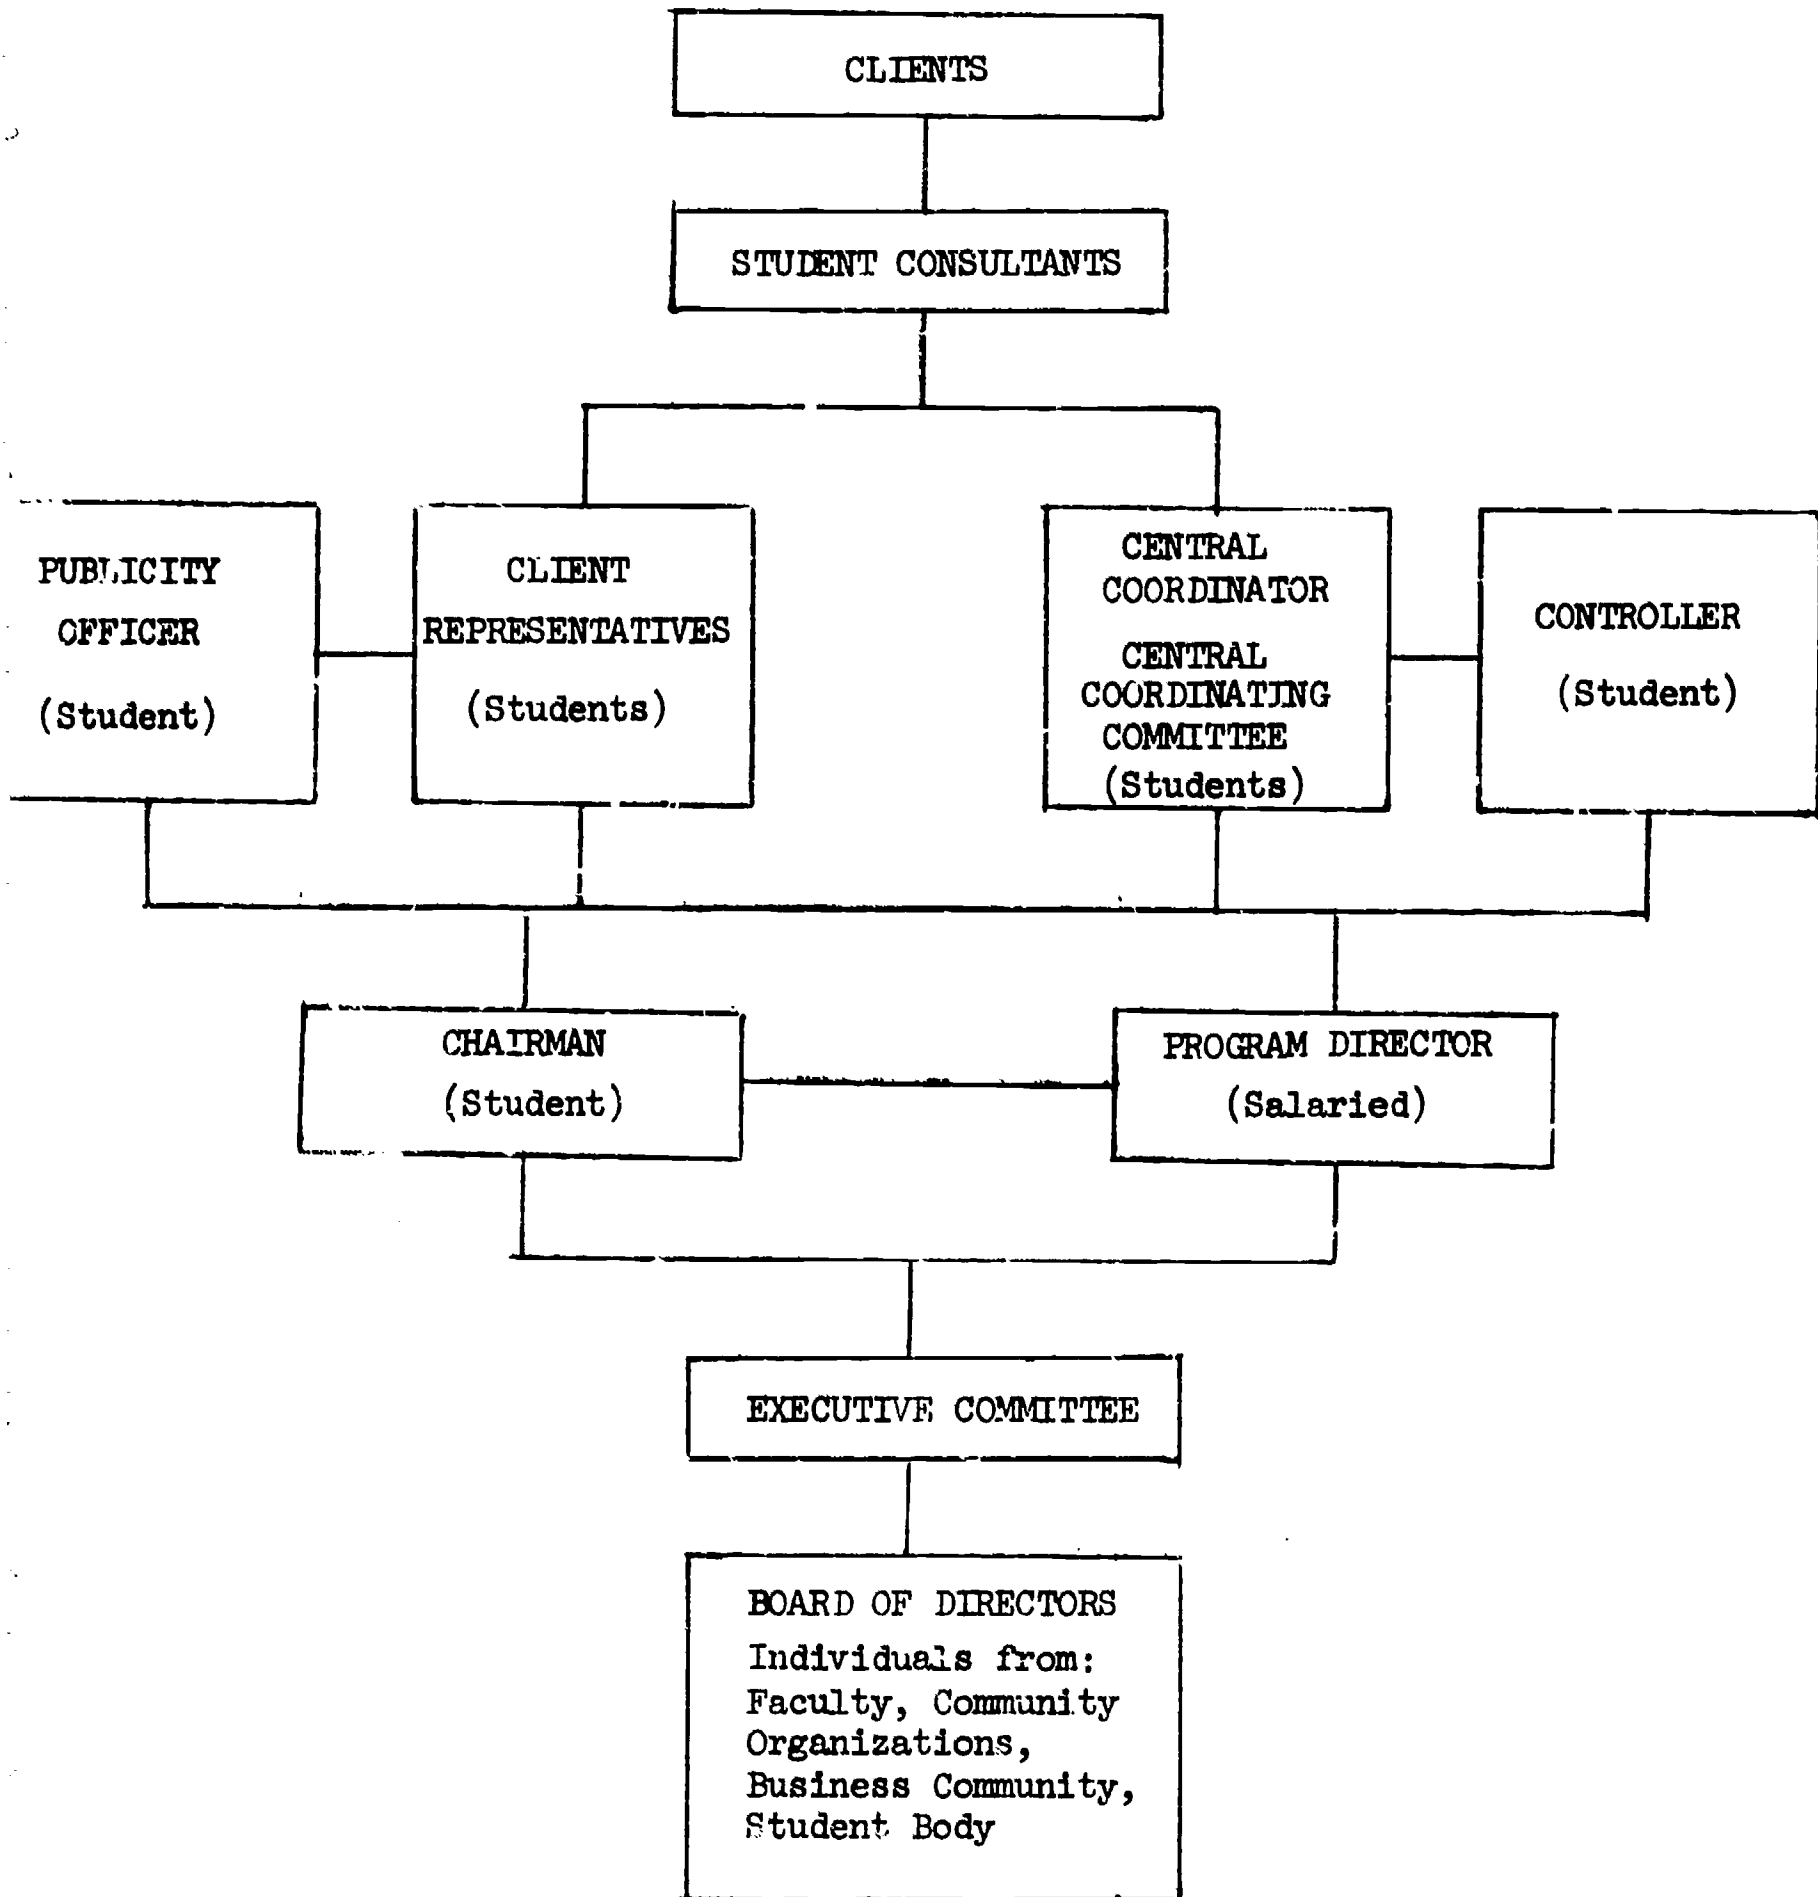 CLIENTS
STUDENT CONSULTANTS
PUBLICITY
OFFICER
(Student)
CLIENT
REPRESENTATIVES
(Students)
CENTRAL
COORDINATOR
CENTRAL
COORDINATING
COMMITTEE
(Students)
CONTROLLER
(Student)
CHAIRMAN
(Student)
PROGRAM DIRECTOR
(Salaried)
EXECUTIVE COMMITTEE
BOARD OF DIRECTORS
Individuals from:
Faculty, Community
Organizations,
Business Community,
Student Body